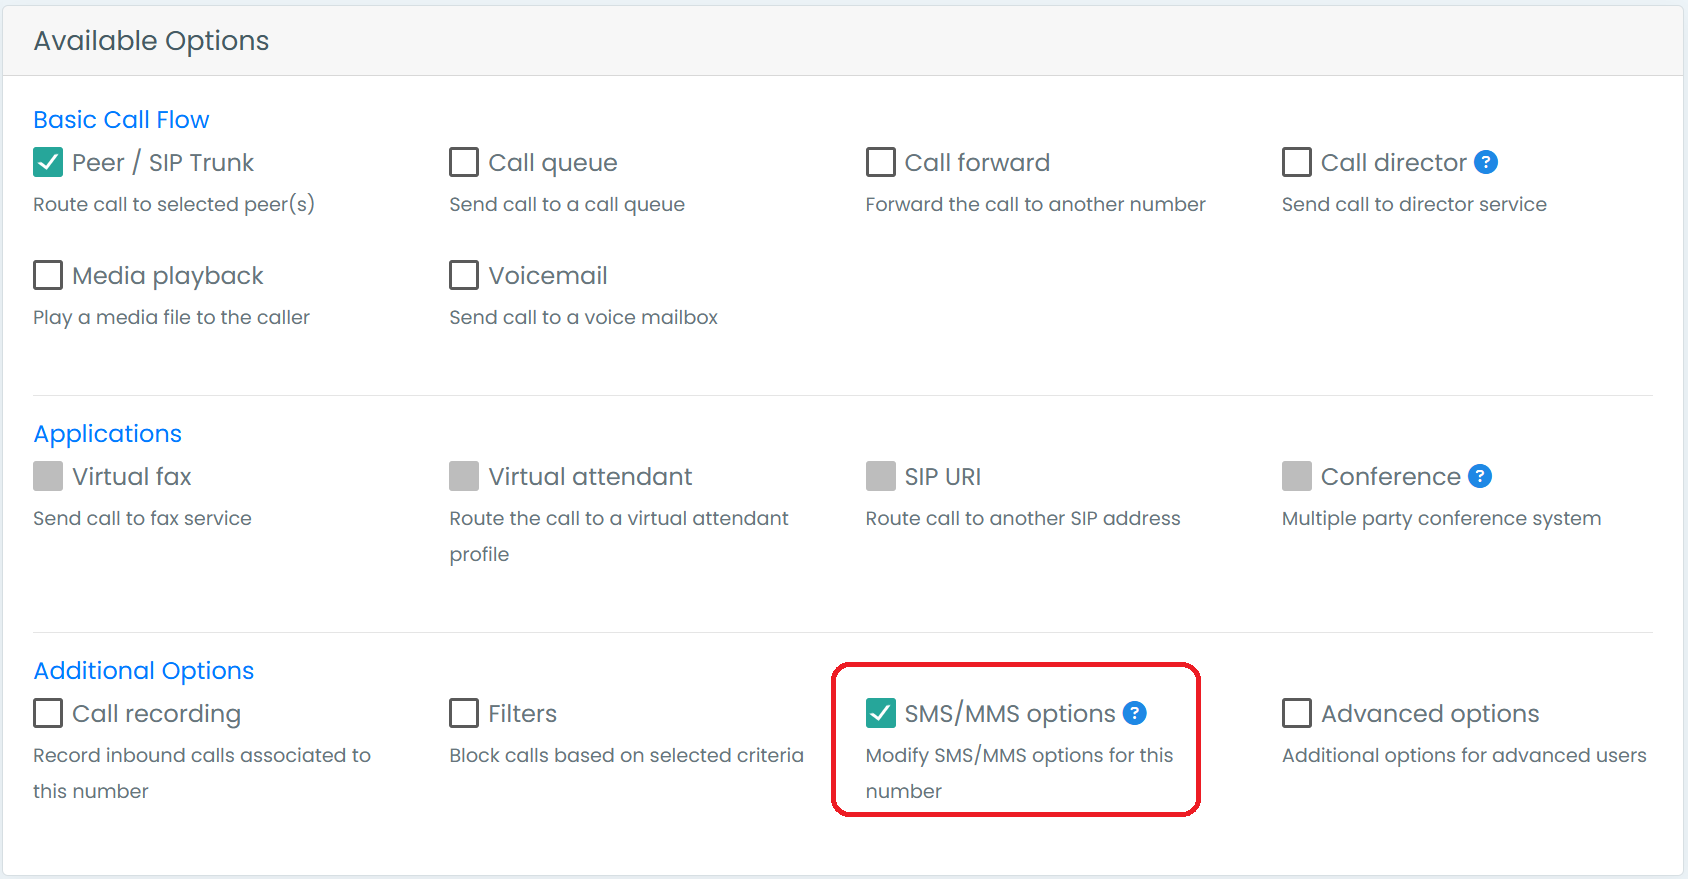 Available Options
Basic Call Flow
Peer / SIP Trunk
Route call to selected peer(s)
Call queue
Send call to a call queue
Call forward
Forward the call to another number
Call director ?
Send call to director service
Media playback
Play a media file to the caller
Voicemail
Send call to a voice mailbox
Applications
Virtual fax
Send call to fax service
Virtual attendant
Route the call to a virtual attendant
profile
SIP URI
Route call to another SIP address
Conference ?
Multiple party conference system
Additional Options
Call recording
Record inbound calls associated to
this number
Filters
Block calls based on selected criteria
SMS/MMS options ?
Modify SMS/MMS options for this
number
Advanced options
Additional options for advanced users